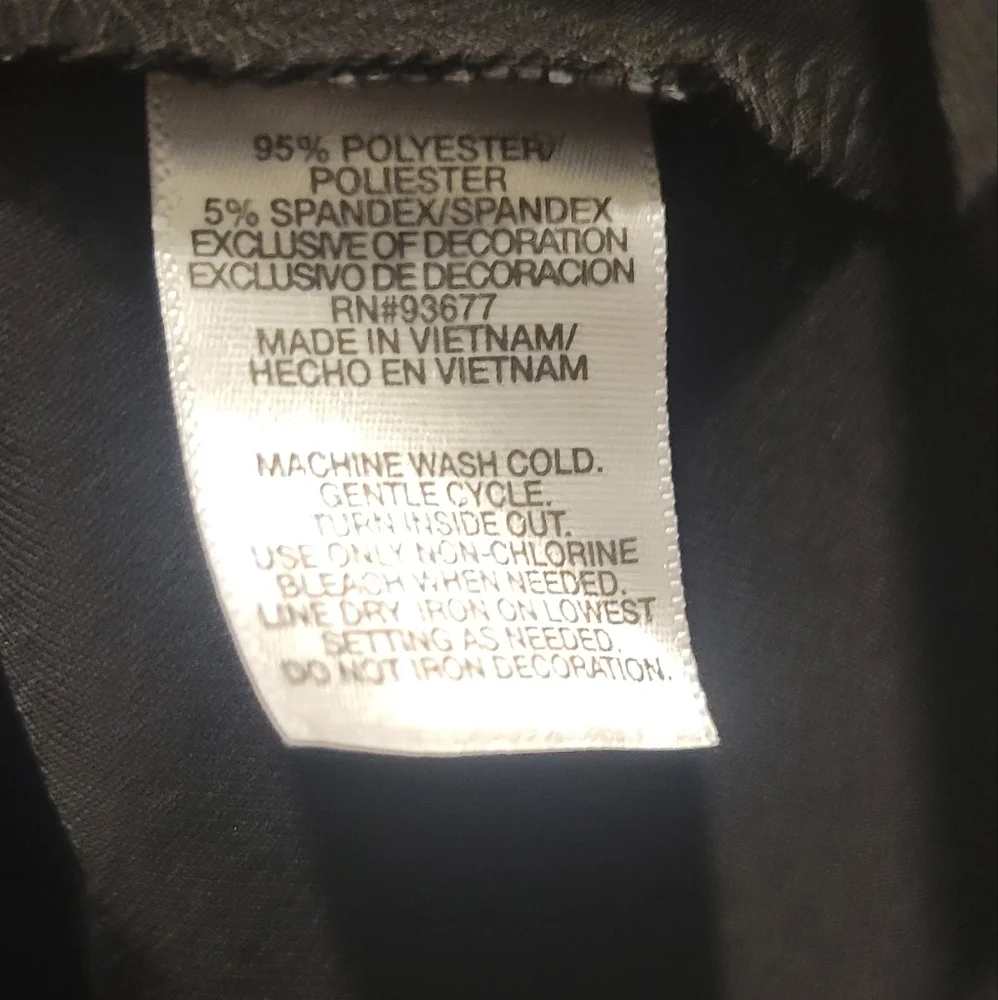 95% POLYESTER/
POLIESTER
5% SPANDEX/SPANDEX
EXCLUSIVE OF DECORATION
EXCLUSIVO DE DECORACION
RN#93677
MADE IN VIETNAM/
HECHO EN VIETNAM
MACHINE WASH COLD.
GENTLE CYCLE.
TURN INSIDE OUT.
USE ONLY NON-CHLORINE
BLEACH WHEN NEEDED.
LINE DRY. IRON ON LOWEST
SETTING AS NEEDED.
DO NOT IRON DECORATION.